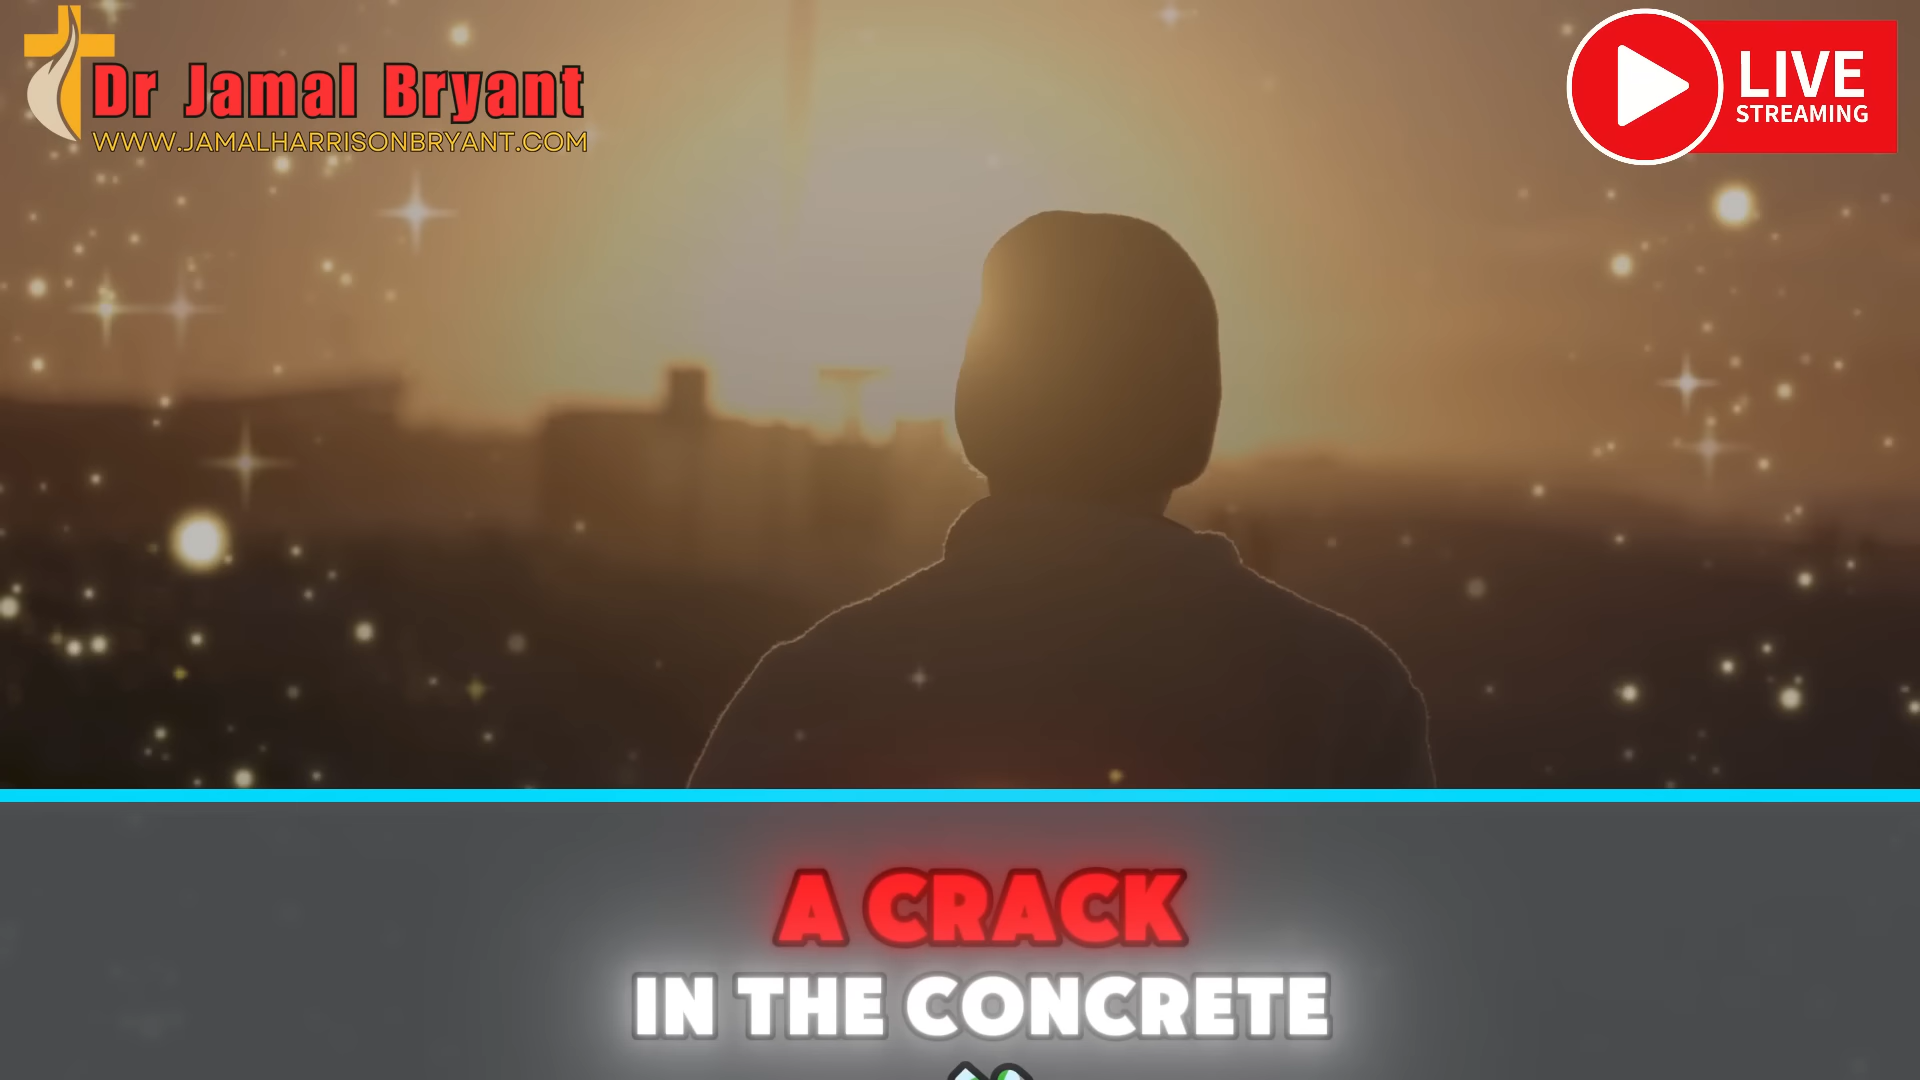 Dr Jamal Bryant
WWW.JAMALHARRISONBRYANT.COM
LIVE
STREAMING
A CRACK
IN THE CONCRETE